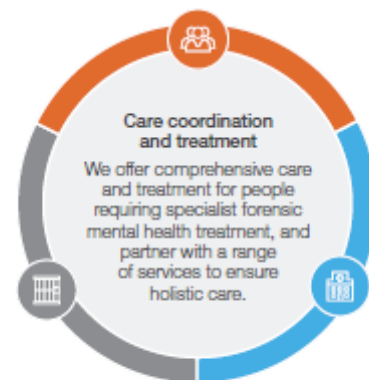 Care coordination
and treatment
We offer comprehensive care
and treatment for people
requiring specialist forensic
mental health treatment, and
partner with a range
of services to ensure
holistic care.